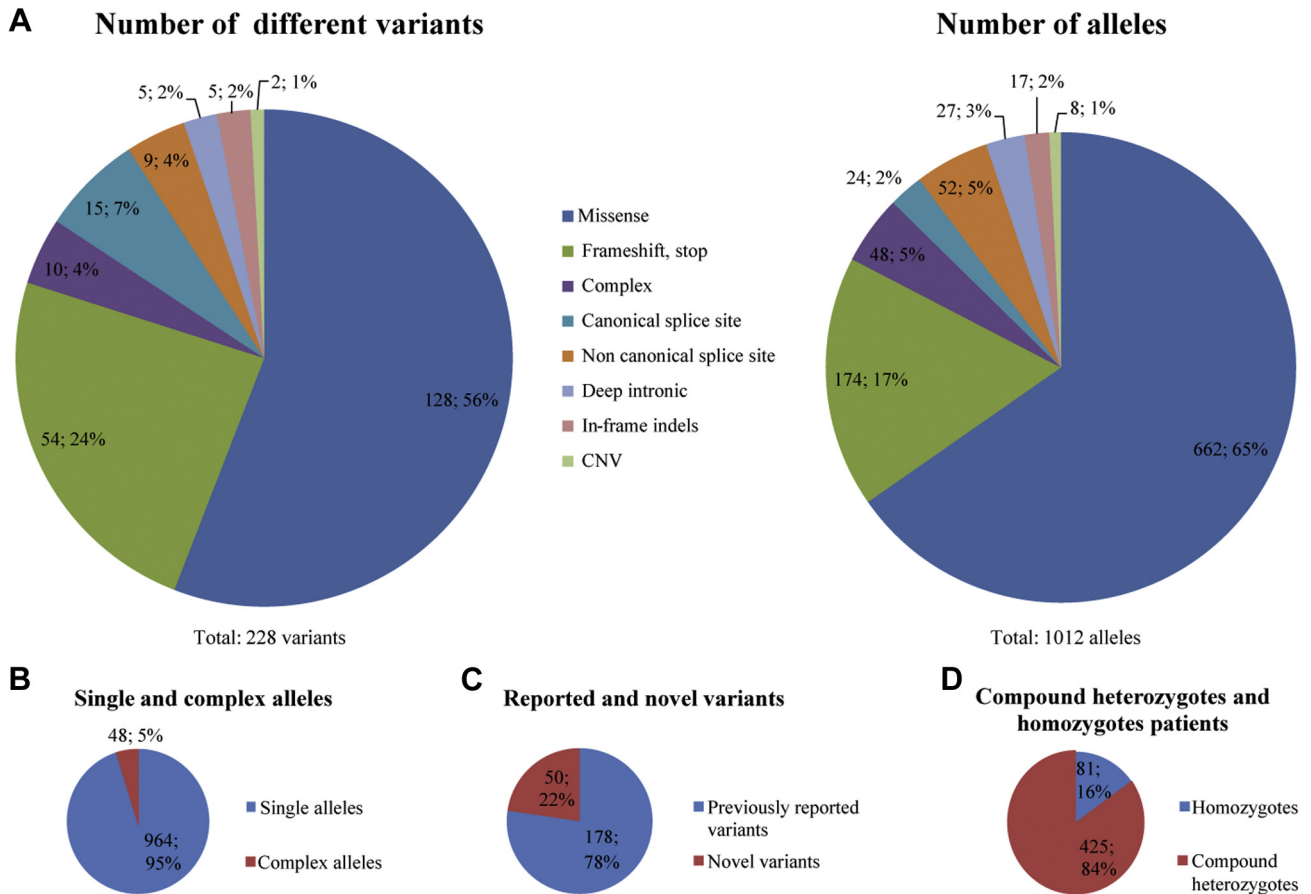 A
Number of different variants
Number of alleles
5; 2%
5; 2%
2; 1%
9; 4%
15; 7%
10; 4%
54; 24%
128; 56%
Total: 228 variants
Missense
Frameshift, stop
Complex
Canonical splice site
Non canonical splice site
Deep intronic
In-frame indels
CNV
17; 2%
27; 3%
8; 1%
24; 2%
52; 5%
48; 5%
174; 17%
662; 65%
Total: 1012 alleles
B
Single and complex alleles
48; 5%
964;
95%
Single alleles
Complex alleles
C
Reported and novel variants
50;
22%
178;
78%
Previously reported
variants
Novel variants
D
Compound heterozygotes and
homozygotes patients
81;
16%
425;
84%
Homozygotes
Compound
heterozygotes